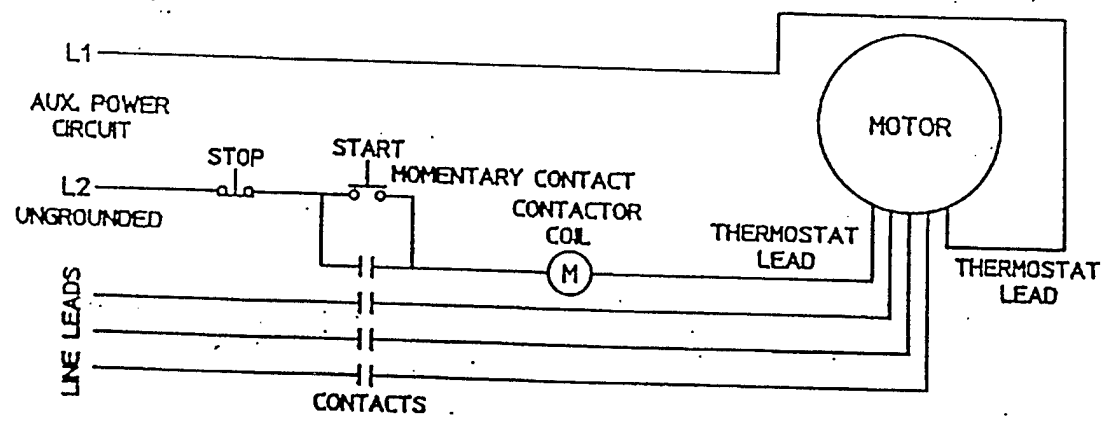 L1
AUX. POWER
CIRCUIT
STOP
START
MOMENTARY CONTACT
L2
UNGROUNDED
CONTACTOR
COIL
M
MOTOR
THERMOSTAT
LEAD
THERMOSTAT
LEAD
LINE LEADS
CONTACTS